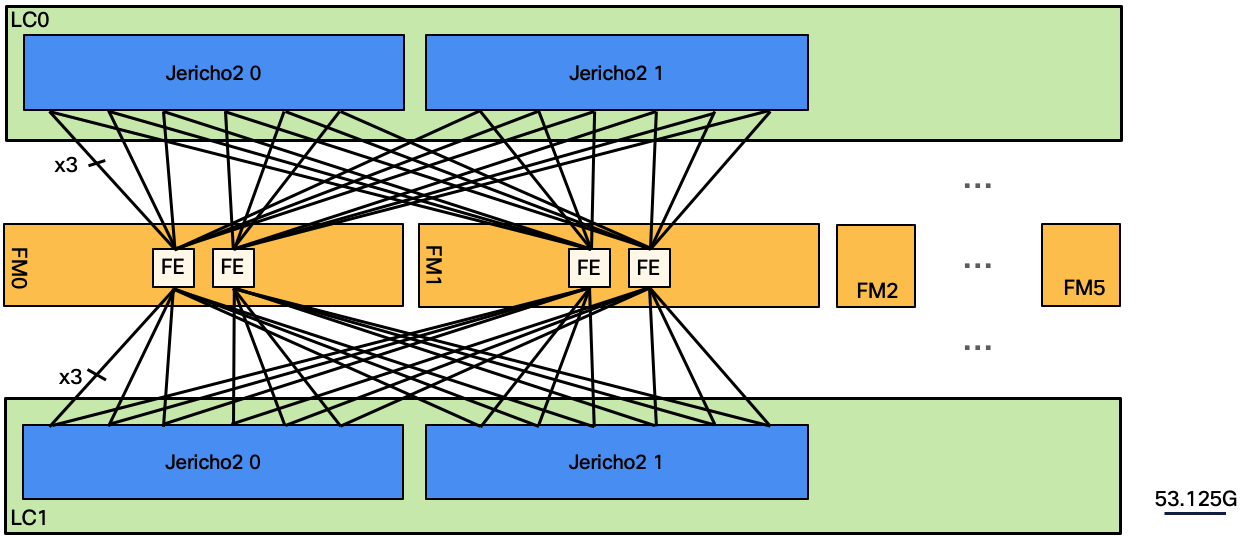 LC0
Jericho2 0
Jericho2 1
x3
...
FM0
FE
FE
FM1
FE
FE
FM2
...
FM5
x3
...
Jericho2 0
Jericho2 1
LC1
53.125G